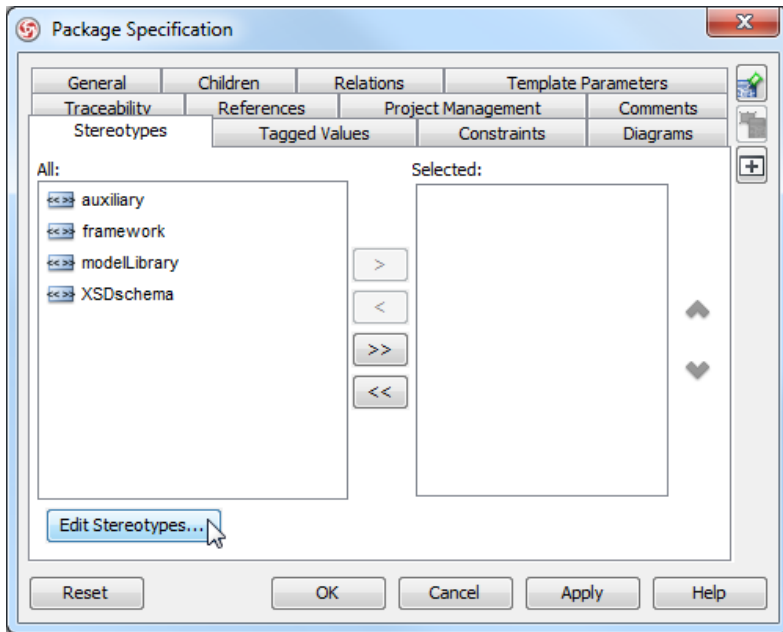 Package Specification
General Children Relations Template Parameters
Traceability References Project Management Comments
Stereotypes Tagged Values Constraints Diagrams
All: Selected:
<<>> auxiliary
<<>> framework
<<>> modelLibrary
<<>> XSDschema
>
<
>>
<<
Edit Stereotypes...
Reset OK Cancel Apply Help